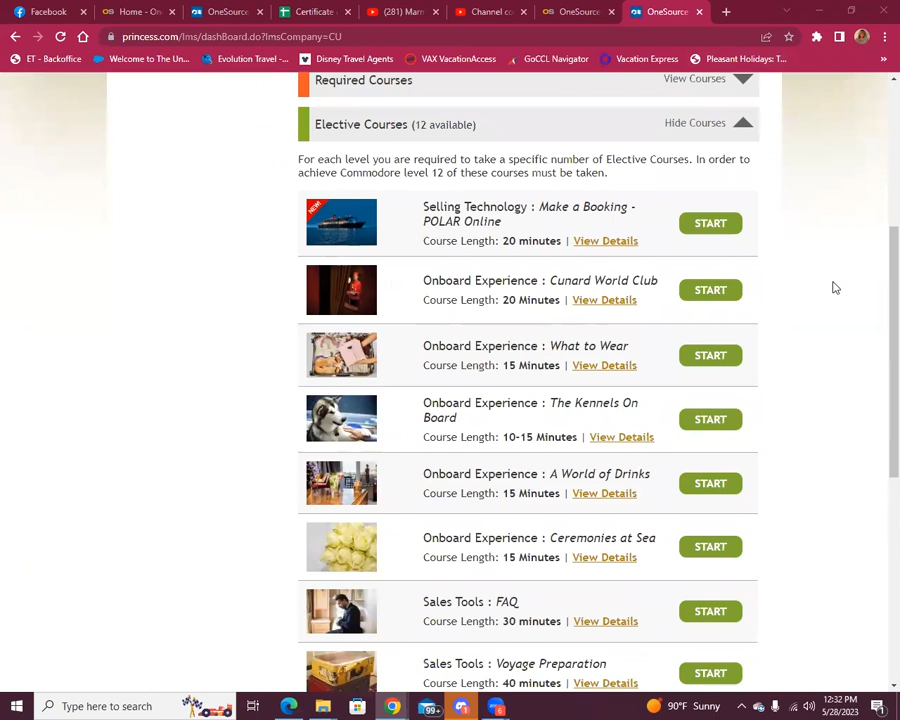 Facebook
Home - On
OneSource
Certificate
(281) Mar
Channel co
OneSource
OneSource
princess.com/lms/dashBoard.do?lmsCompany=CU
ET - Backoffice
Welcome to The Un...
Evolution Travel -...
Disney Travel Agents
VAX VacationAccess
GoCCL Navigator
Vacation Express
Pleasant Holidays: T...
Required Courses
View Courses
Elective Courses (12 available)
Hide Courses
For each level you are required to take a specific number of Elective Courses. In order to
achieve Commodore level 12 of these courses must be taken.
NEW!
Selling Technology : Make a Booking -
POLAR Online
Course Length: 20 minutes | View Details
START
Onboard Experience : Cunard World Club
Course Length: 20 Minutes | View Details
START
Onboard Experience : What to Wear
Course Length: 15 Minutes | View Details
START
Onboard Experience : The Kennels On
Board
Course Length: 10-15 Minutes | View Details
START
Onboard Experience : A World of Drinks
Course Length: 15 Minutes | View Details
START
Onboard Experience : Ceremonies at Sea
Course Length: 15 Minutes | View Details
START
Sales Tools : FAQ
Course Length: 30 minutes | View Details
START
Sales Tools : Voyage Preparation
Course Length: 40 minutes | View Details
START
Type here to search
99+
6
90°F Sunny
12:32 PM
5/28/2023
1